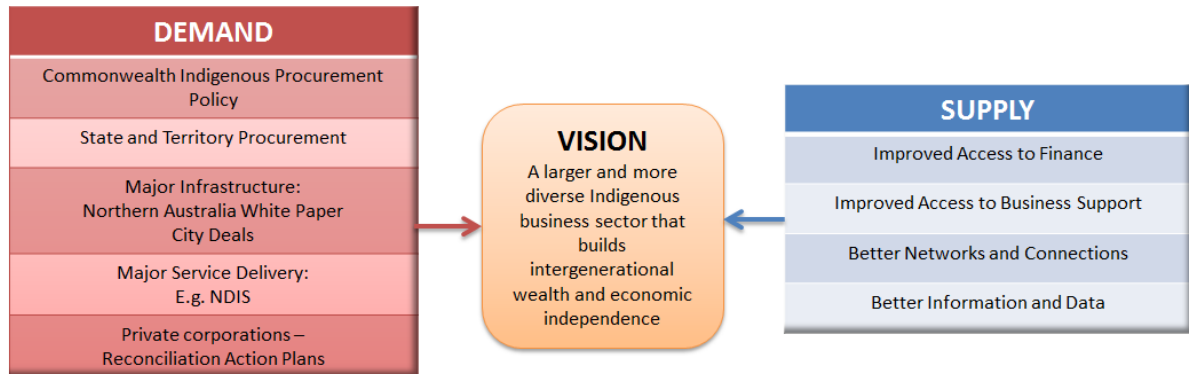 DEMAND
Commonwealth Indigenous Procurement
Policy
State and Territory Procurement
Major Infrastructure:
Northern Australia White Paper
City Deals
Major Service Delivery:
E.g. NDIS
Private corporations –
Reconciliation Action Plans
VISION
A larger and more
diverse Indigenous
business sector that
builds
intergenerational
wealth and economic
independence
SUPPLY
Improved Access to Finance
Improved Access to Business Support
Better Networks and Connections
Better Information and Data